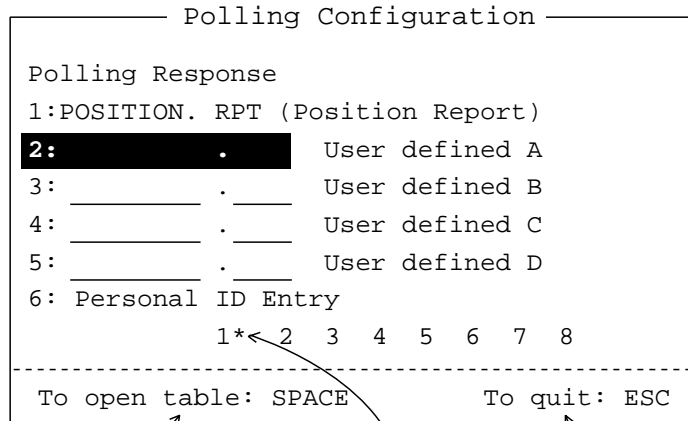 Polling Configuration
Polling Response
1:POSITION. RPT (Position Report)
2: . User defined A
3: . User defined B
4: . User defined C
5: . User defined D
6: Personal ID Entry
1* 2 3 4 5 6 7 8
To open table: SPACE To quit: ESC